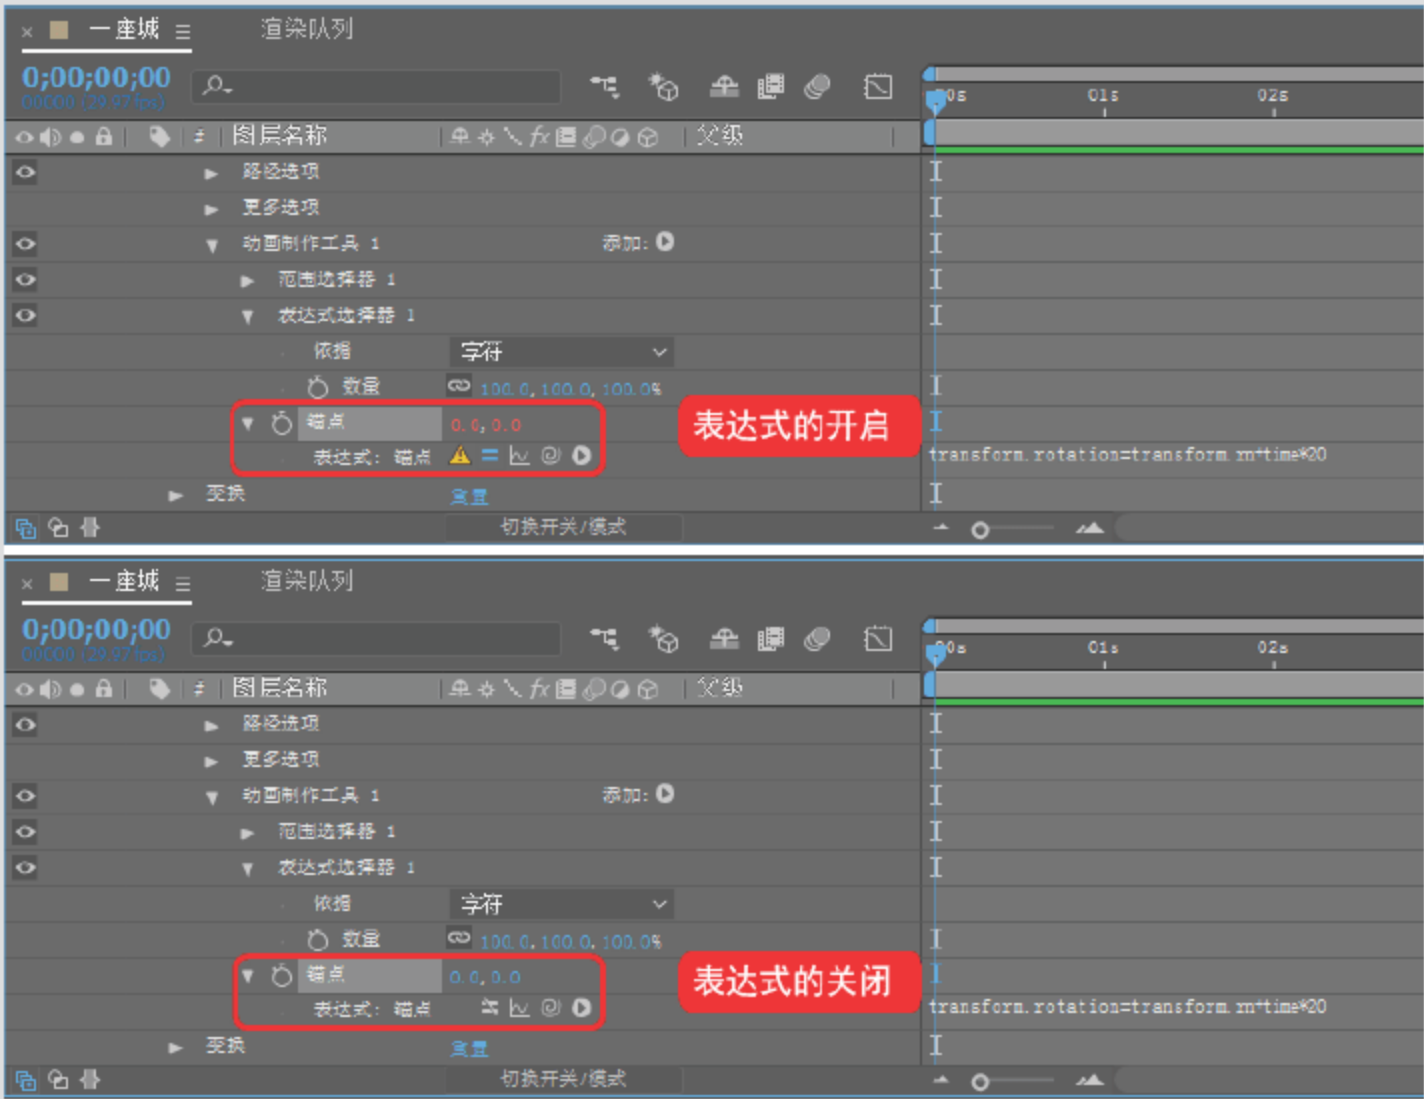 × 一座城 ≡ 渲染队列
0;00;00;00
00000 (29.97 fps)
00s 01s 02s
# 图层名称 fx 父级
路径选项
更多选项
动画制作工具 1 添加:
范围选择器 1
表达式选择器 1
依据 字符
数量 100.0,100.0,100.0%
锚点 0.0,0.0
表达式的开启
表达式: 锚点 transform.rotation=transform.rn+time*20
变换 重置
切换开关/模式
× 一座城 ≡ 渲染队列
0;00;00;00
00000 (29.97 fps)
00s 01s 02s
# 图层名称 fx 父级
路径选项
更多选项
动画制作工具 1 添加:
范围选择器 1
表达式选择器 1
依据 字符
数量 100.0,100.0,100.0%
锚点 0.0,0.0
表达式的关闭
表达式: 锚点 transform.rotation=transform.rn+time*20
变换 重置
切换开关/模式